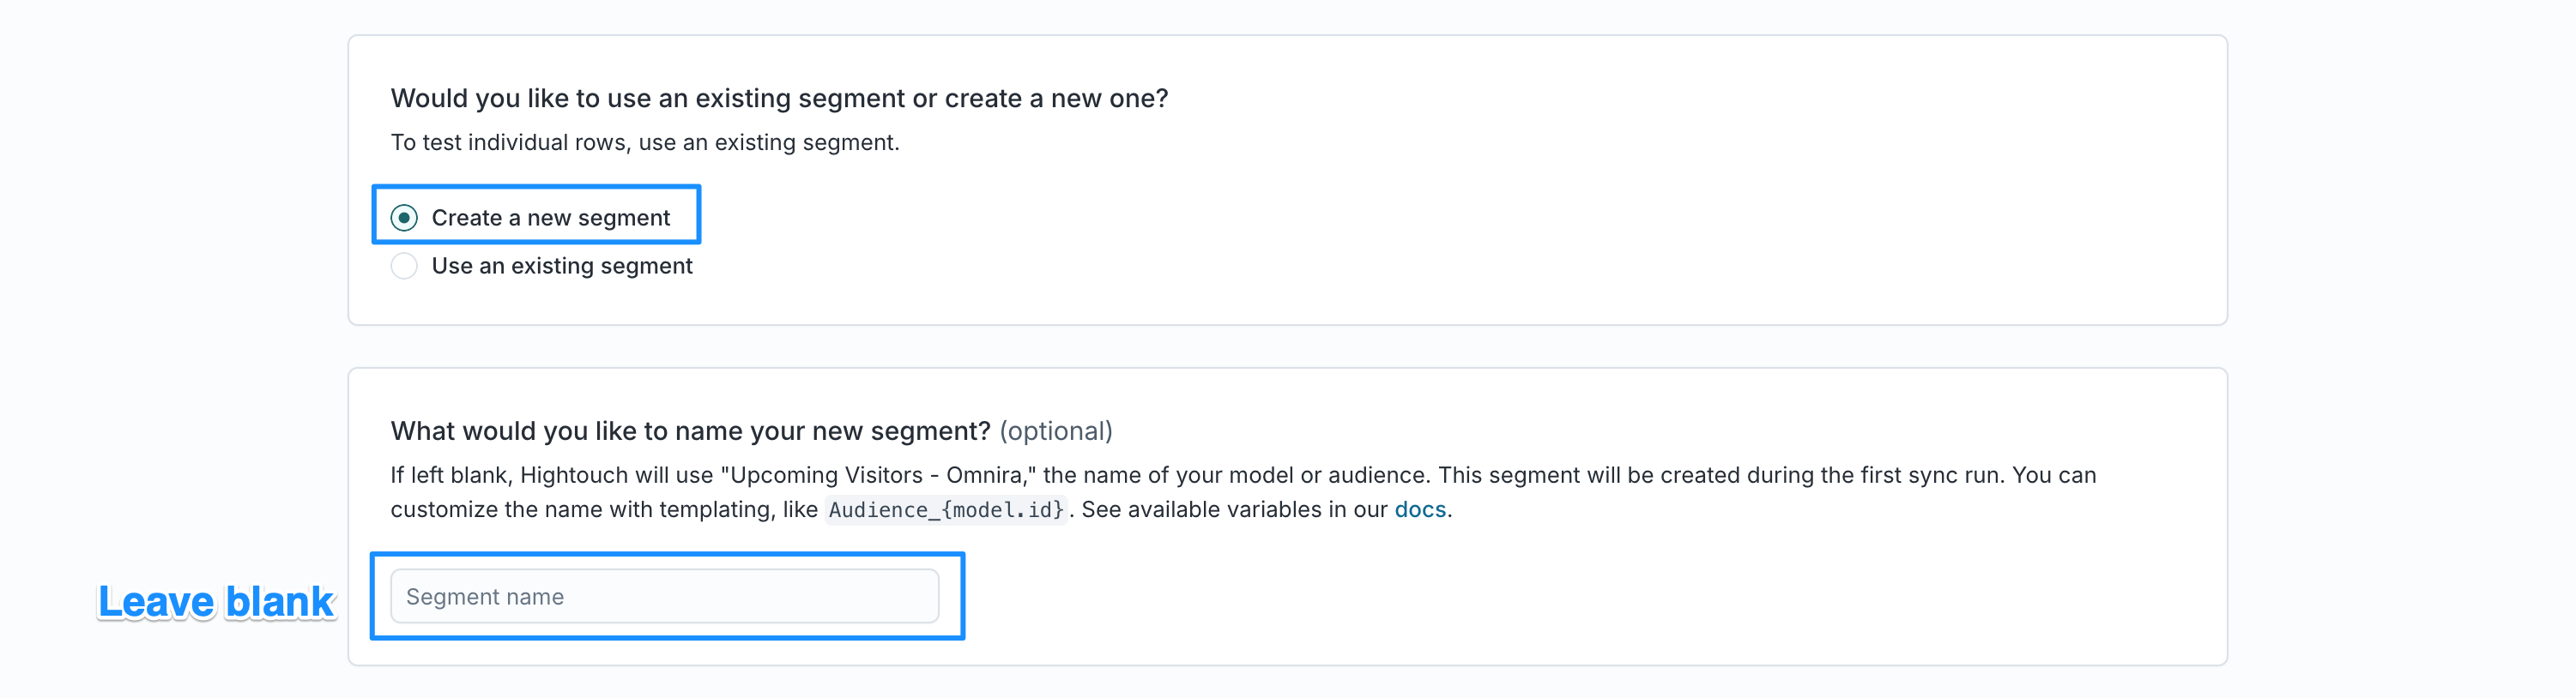 Would you like to use an existing segment or create a new one?
To test individual rows, use an existing segment.
Create a new segment
Use an existing segment
What would you like to name your new segment? (optional)
If left blank, Hightouch will use "Upcoming Visitors - Omnira," the name of your model or audience. This segment will be created during the first sync run. You can
customize the name with templating, like Audience_{model.id}. See available variables in our docs.
Leave blank
Segment name